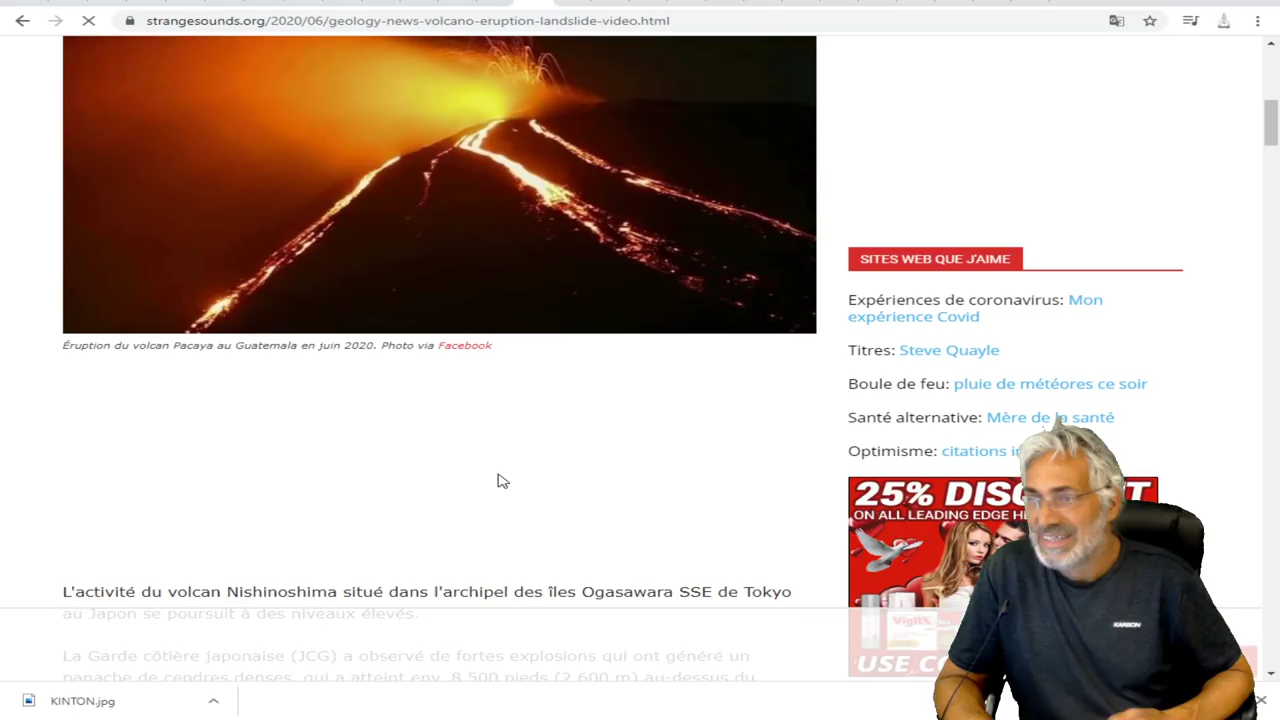 strangesounds.org/2020/06/geology-news-volcano-eruption-landslide-video.html
Éruption du volcan Pacaya au Guatemala en juin 2020. Photo via Facebook
L'activité du volcan Nishinoshima situé dans l'archipel des îles Ogasawara SSE de Tokyo
au Japon se poursuit à des niveaux élevés.
La Garde côtière japonaise (JCG) a observé de fortes explosions qui ont généré un
panache de cendres denses, qui a atteint env. 8 500 pieds (2 600 m) au-dessus du
SITES WEB QUE J'AIME
Expériences de coronavirus: Mon
expérience Covid
Titres: Steve Quayle
Boule de feu: pluie de météores ce soir
Santé alternative: Mère de la santé
Optimisme: citations
25%
ON ALL LEADING EDGE
VigRX
USE
KARBON
KINTON.jpg